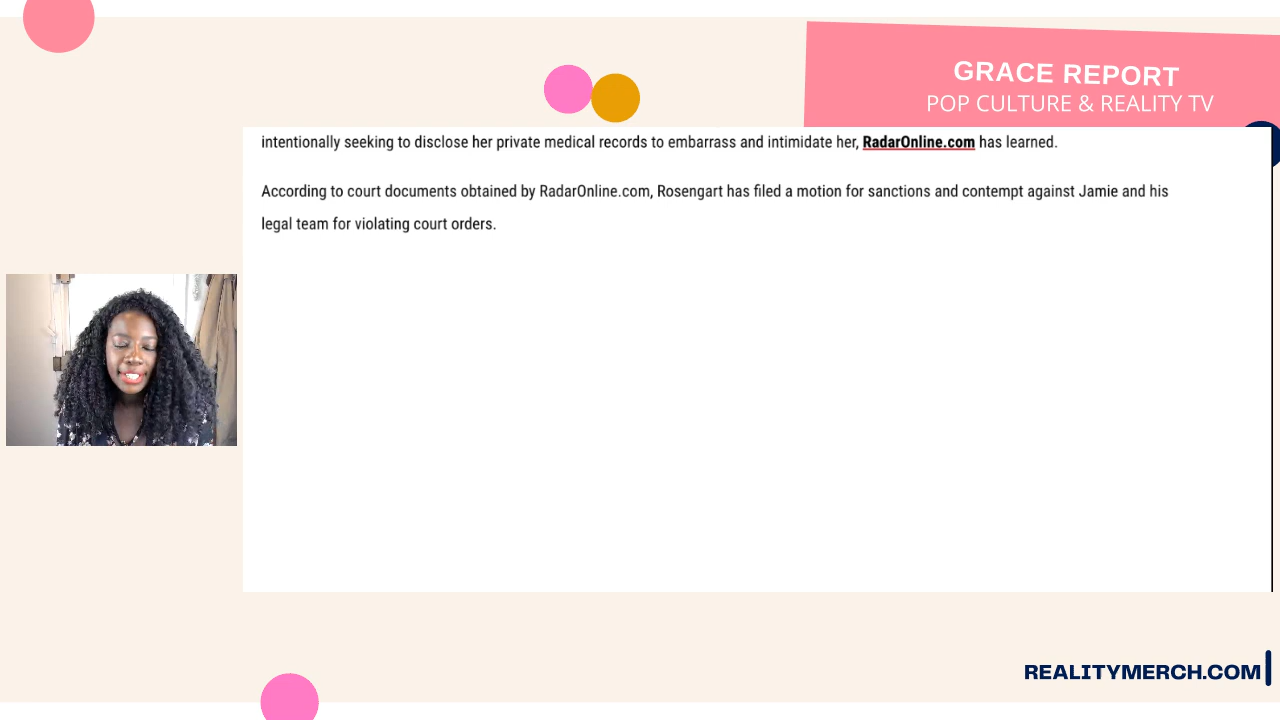 GRACE REPORT
POP CULTURE & REALITY TV
intentionally seeking to disclose her private medical records to embarrass and intimidate her, RadarOnline.com has learned.
According to court documents obtained by RadarOnline.com, Rosengart has filed a motion for sanctions and contempt against Jamie and his
legal team for violating court orders.
REALITYMERCH.COM